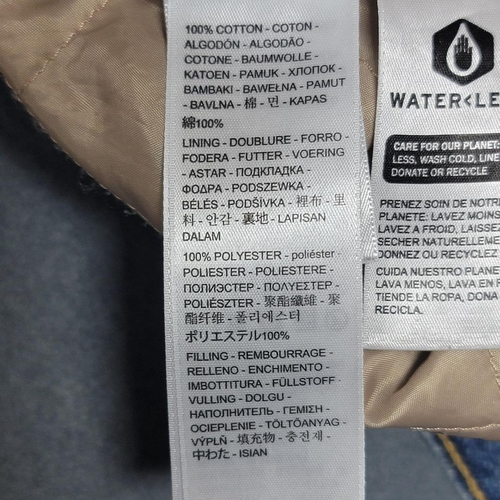 100% COTTON - COTON -
ALGODÓN - ALGODÃO -
COTONE - BAUMWOLLE -
KATOEN - PAMUK - ХЛОПОК -
BAMBAKI - BAWEŁNA - PAMUT
- BAVLNA - 棉 - 면 - KAPAS
綿100%
LINING - DOUBLURE - FORRO -
FODERA - FUTTER - VOERING
- ASTAR - ПОДКЛАДКА -
ΦΟΔΡΑ - PODSZEWKA -
BÉLÉS - PODŠÍVKA - 裡布 - 里
料 - 안감 - 裏地 - LAPISAN
DALAM
100% POLYESTER - poliéster -
POLIESTER - POLIESTERE -
ПОЛИЭСТЕР - ΠΟΛΥΕΣΤΕΡ -
POLIÉSZTER - 聚酯纖維 - 聚
酯纤维 - 폴리에스터
ポリエステル100%
FILLING - REMBOURRAGE -
RELLENO - ENCHIMENTO -
IMBOTTITURA - FÜLLSTOFF -
VULLING - DOLGU -
НАПОЛНИТЕЛЬ - ΓΕΜΙΣΗ -
OCIEPLENIE - TÖLTŐANYAG -
VÝPLŇ - 填充物 - 충전재 -
中わた - ISIAN
WATER<LE
CARE FOR OUR PLANET:
LESS, WASH COLD, LINE
DONATE OR RECYCLE
PRENEZ SOIN DE NOTR
PLANETE: LAVEZ MOINS
LAVEZ A FROID, LAISSEZ
SECHER NATURELLEME
DONNEZ OU RECYCLEZ
CUIDA NUESTRO PLANE
LAVA MENOS, LAVA EN
TIENDE LA ROPA, DONA
RECICLA.